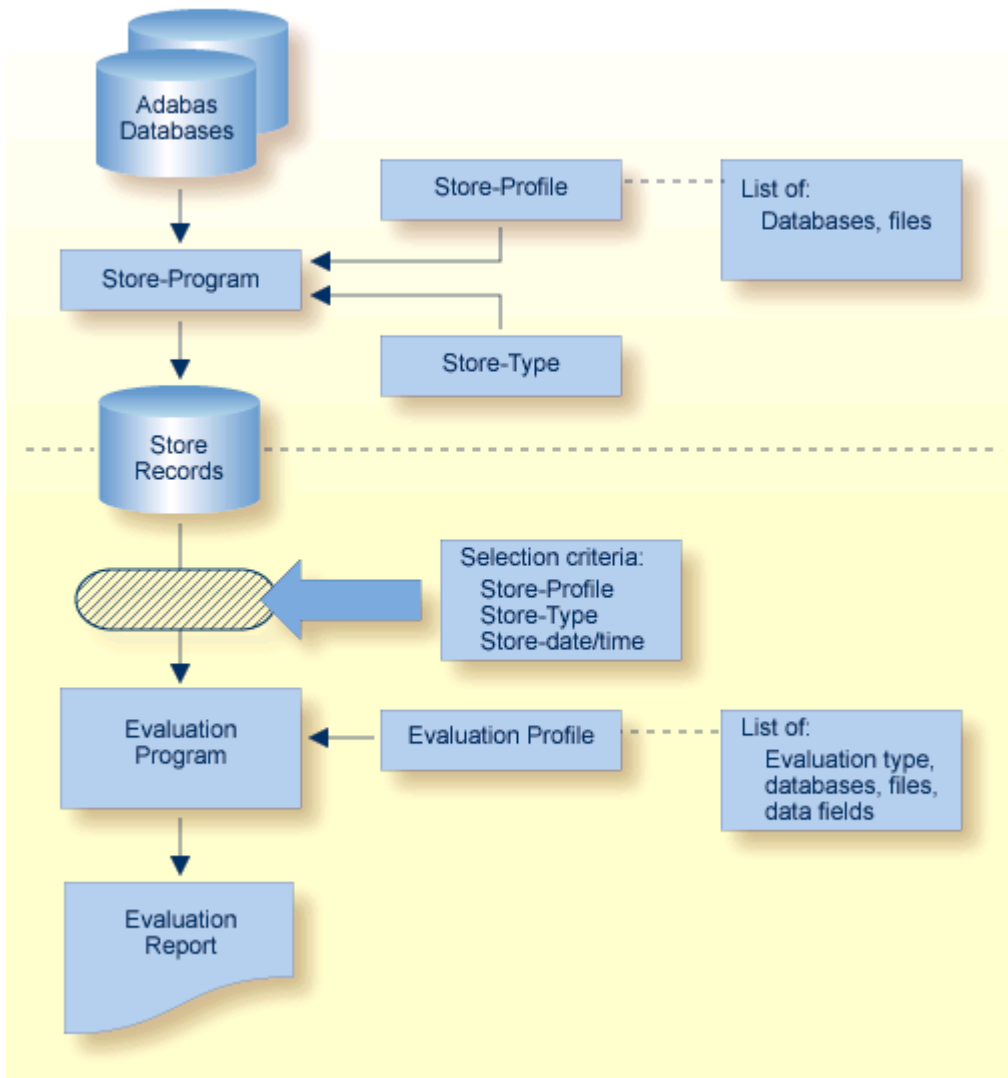 Adabas
Databases
Store-Profile
List of:
Databases, files
Store-Program
Store-Type
Store
Records
Selection criteria:
Store-Profile
Store-Type
Store-date/time
Evaluation
Program
Evaluation Profile
List of:
Evaluation type,
databases, files,
data fields
Evaluation
Report